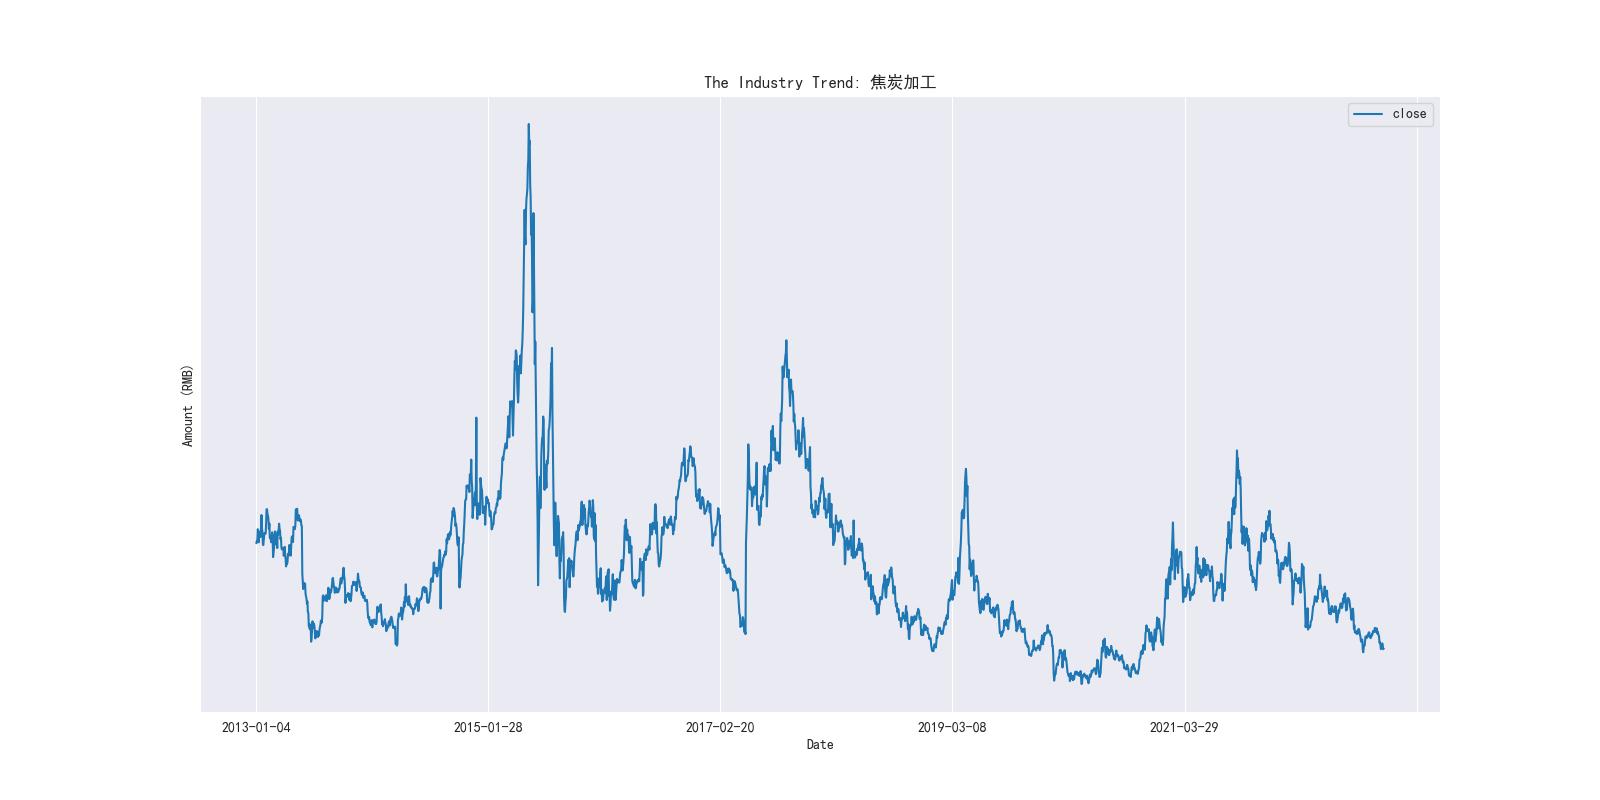 The Industry Trend: 焦炭加工
close
Amount (RMB)
2013-01-04
2015-01-28
2017-02-20
2019-03-08
2021-03-29
Date